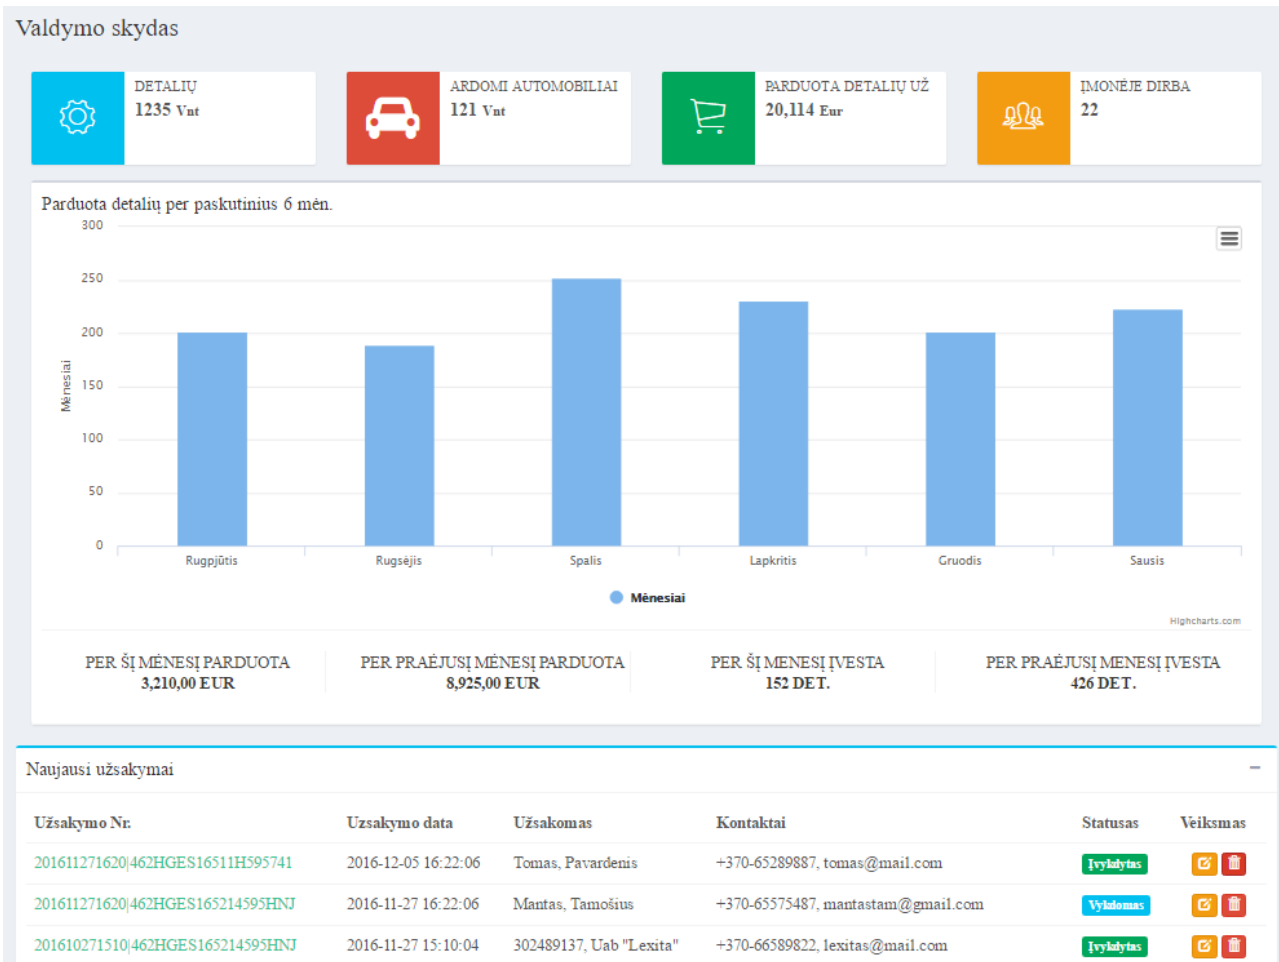 Valdymo skydas
DETALIŲ
1235 Vnt
ARDOMI AUTOMOBILIAI
121 Vnt
PARDUOTA DETALIŲ UŽ
20,114 Eur
ĮMONĖJE DIRBA
22
Parduota detalių per paskutinius 6 mėn.
300
250
200
150
100
50
0
Mėnesiai
Rugpjūtis Rugsėjis Spalis Lapkritis Gruodis Sausis
Mėnesiai
Highcharts.com
PER ŠĮ MĖNESĮ PARDUOTA
3,210,00 EUR
PER PRAĖJUSĮ MĖNESĮ PARDUOTA
8,925,00 EUR
PER ŠĮ MENESĮ ĮVESTA
152 DET.
PER PRAĖJUSĮ MENESĮ ĮVESTA
426 DET.
Naujausi užsakymai
Užsakymo Nr. Uzsakymo data Užsakomas Kontaktai Statusas Veiksmas
201611271620|462HGES16511H595741 2016-12-05 16:22:06 Tomas, Pavardenis +370-65289887, tomas@mail.com Įvykdytas
201611271620|462HGES165214595HNJ 2016-11-27 16:22:06 Mantas, Tamošius +370-65575487, mantastam@gmail.com Vykdomas
201610271510|462HGES165214595HNJ 2016-11-27 15:10:04 302489137, Uab "Lexita" +370-66589822, lexitas@mail.com Įvykdytas